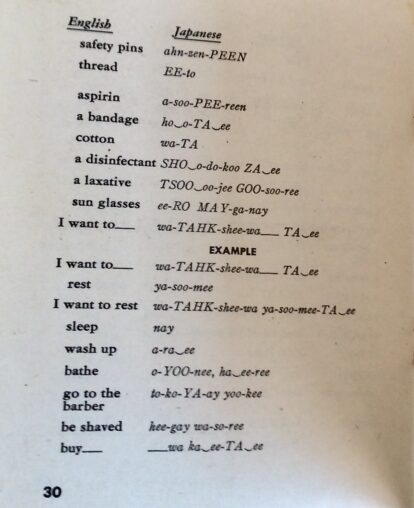 English Japanese
safety pins ahn-zen-PEEN
thread EE-to
aspirin a-soo-PEE-reen
a bandage ho‿o-TA‿ee
cotton wa-TA
a disinfectant SHO‿o-do-koo ZA‿ee
a laxative TSOO‿oo-jee GOO-soo-ree
sun glasses ee-RO MAY-ga-nay
I want to___ wa-TAHK-shee-wa___ TA‿ee
EXAMPLE
I want to___ wa-TAHK-shee-wa___ TA‿ee
rest ya-soo-mee
I want to rest wa-TAHK-shee-wa ya-soo-mee-TA‿ee
sleep nay
wash up a-ra‿ee
bathe o-YOO-nee, ha‿ee-ree
go to the to-ko-YA-ay yoo-kee
barber
be shaved hee-gay wa-so-ree
buy___ ___wa ka‿ee-TA‿ee
30